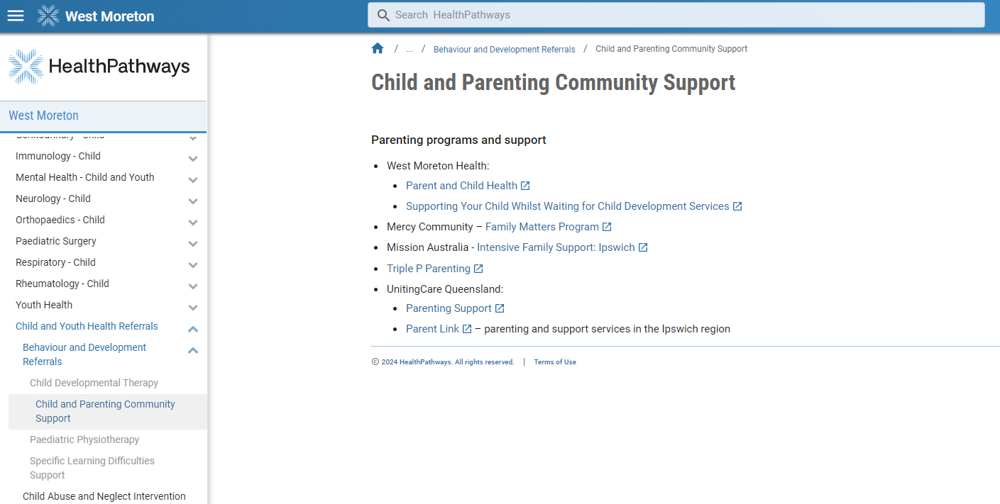 West Moreton
Search HealthPathways
HealthPathways
West Moreton
Genitourinary - Child
Immunology - Child
Mental Health - Child and Youth
Neurology - Child
Orthopaedics - Child
Paediatric Surgery
Respiratory - Child
Rheumatology - Child
Youth Health
Child and Youth Health Referrals
Behaviour and Development
Referrals
Child Developmental Therapy
Child and Parenting Community
Support
Paediatric Physiotherapy
Specific Learning Difficulties
Support
Child Abuse and Neglect Intervention
/ ... / Behaviour and Development Referrals / Child and Parenting Community Support
Child and Parenting Community Support
Parenting programs and support
• West Moreton Health:
• Parent and Child Health
• Supporting Your Child Whilst Waiting for Child Development Services
• Mercy Community – Family Matters Program
• Mission Australia - Intensive Family Support: Ipswich
• Triple P Parenting
• UnitingCare Queensland:
• Parenting Support
• Parent Link – parenting and support services in the Ipswich region
© 2024 HealthPathways. All rights reserved. | Terms of Use